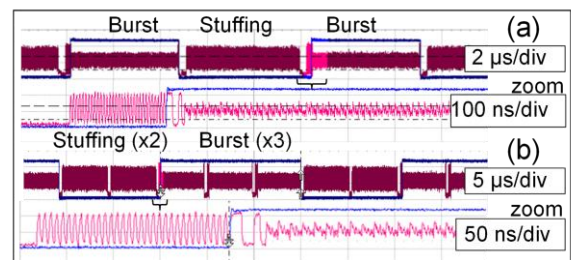 Burst Stuffing Burst (a)
2 µs/div
zoom
100 ns/div
Stuffing (x2) Burst (x3) (b)
5 µs/div
zoom
50 ns/div